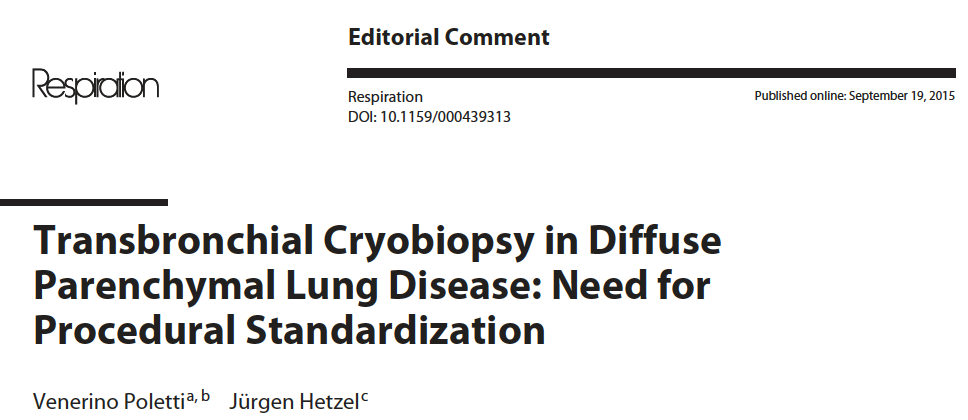 Editorial Comment
Respiration
Respiration
DOI: 10.1159/000439313
Published online: September 19, 2015
Transbronchial Cryobiopsy in Diffuse
Parenchymal Lung Disease: Need for
Procedural Standardization
Venerino Poletti a, b Jürgen Hetzel c